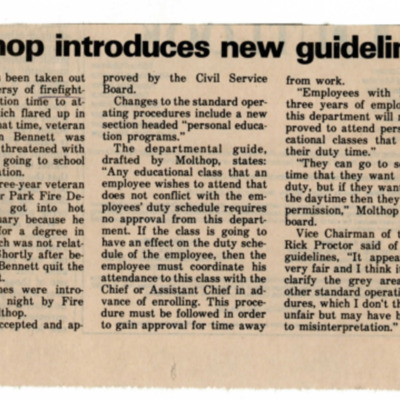 hop introduces new guidelin
been taken out
rsy of firefight-
tion time to at-
ich flared up in
hat time, veteran
n Bennett was
threatened with
going to school
ation.
ree-year veteran
r Park Fire De-
got into hot
uary because he
for a degree in
ch was not relat-
Shortly after be-
Bennett quit the
nes were intro-
night by Fire
lthop.
ccepted and ap-
proved by the Civil Service
Board.
Changes to the standard oper-
ating procedures include a new
section headed "personal educa-
tion programs."
The departmental guide,
drafted by Molthop, states:
"Any educational class that an
employee wishes to attend that
does not conflict with the em-
ployees' duty schedule requires
no approval from this depart-
ment. If the class is going to
have an effect on the duty sche-
dule of the employee, then the
employee must coordinate his
attendance to this class with the
Chief or Assistant Chief in ad-
vance of enrolling. This proce-
dure must be followed in order
to gain approval for time away
from work.
"Employees with
three years of employ
this department will n
proved to attend pers
cational classes that
their duty time."
"They can go to s
time that they want
duty, but if they want
the daytime then they
permission," Molthop
board.
Vice Chairman of t
Rick Proctor said of
guidelines, "It appea
very fair and I think it
clarify the grey area
other standard operati
dures, which I don't th
unfair but may have b
to misinterpretation."